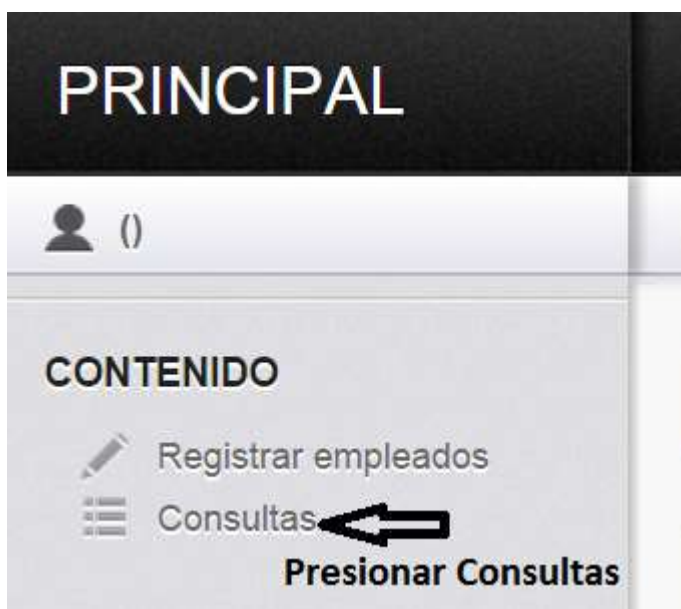 PRINCIPAL
()
CONTENIDO
Registrar empleados
Consultas
Presionar Consultas